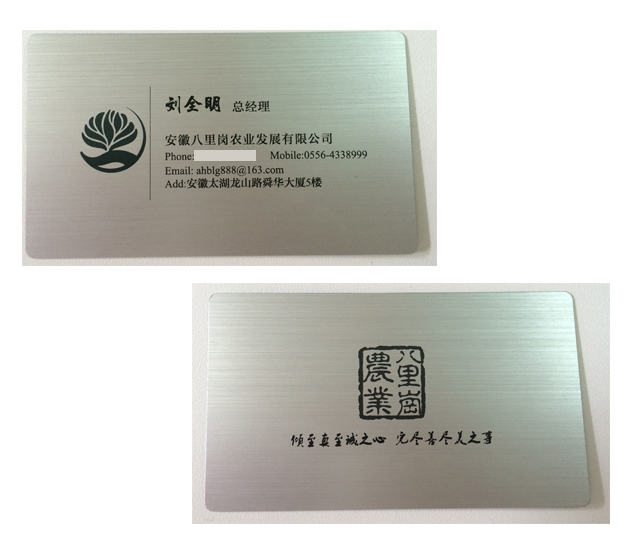 刘全明 总经理
安徽八里岗农业发展有限公司
Phone: Mobile:0556-4338999
Email: ahblg888@163.com
Add:安徽太湖龙山路舜华大厦5楼
八里崗
農業
倾至真至诚之心 完尽善尽美之事